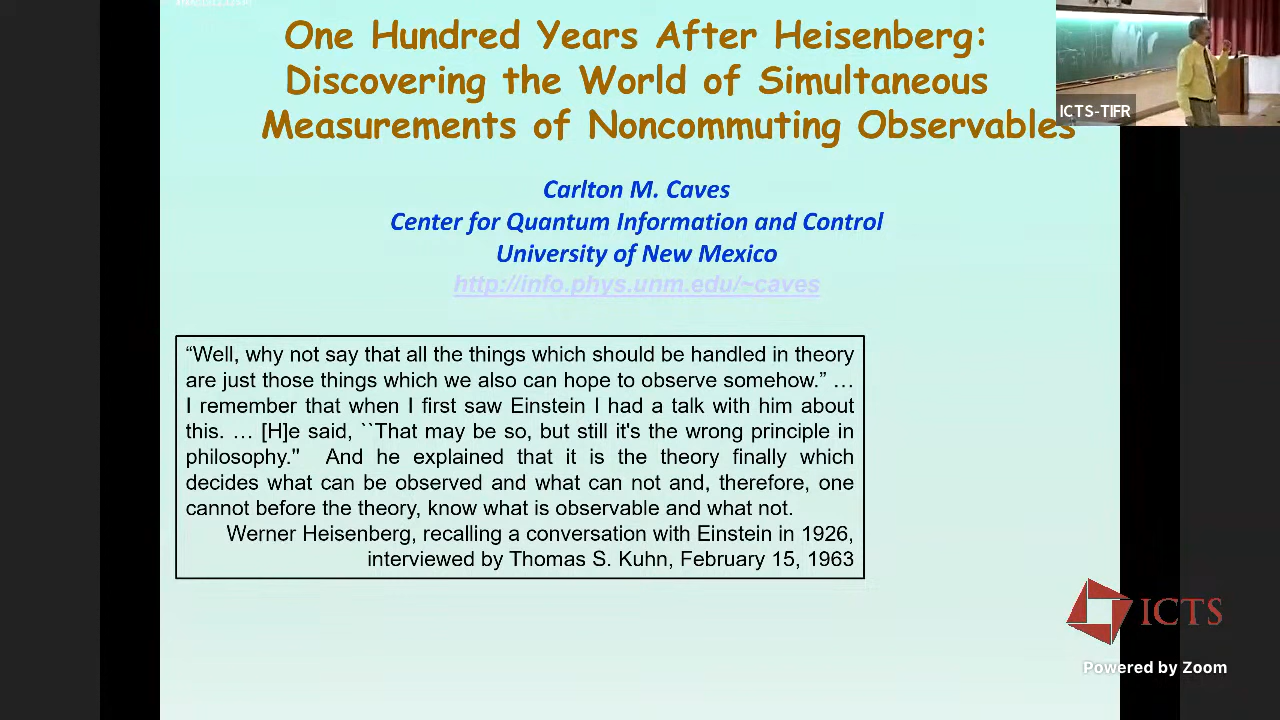 One Hundred Years After Heisenberg:
Discovering the World of Simultaneous
Measurements of Noncommuting Observables
ICTS-TIFR
Carlton M. Caves
Center for Quantum Information and Control
University of New Mexico
http://info.phys.unm.edu/~caves
“Well, why not say that all the things which should be handled in theory
are just those things which we also can hope to observe somehow.” …
I remember that when I first saw Einstein I had a talk with him about
this. … [H]e said, ``That may be so, but still it's the wrong principle in
philosophy.'' And he explained that it is the theory finally which
decides what can be observed and what can not and, therefore, one
cannot before the theory, know what is observable and what not.
Werner Heisenberg, recalling a conversation with Einstein in 1926,
interviewed by Thomas S. Kuhn, February 15, 1963
ICTS
Powered by Zoom